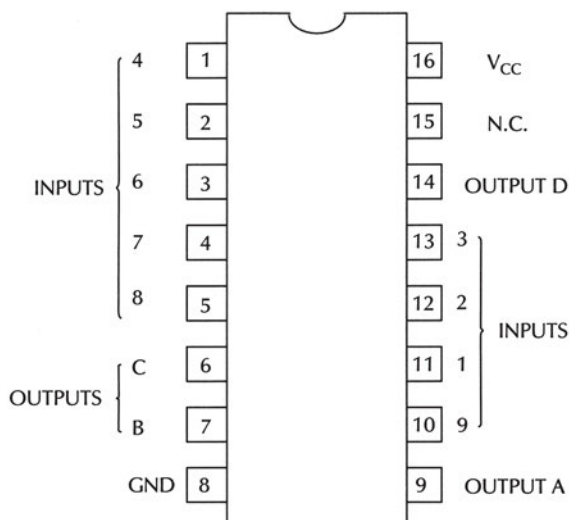 4 1 16 VCC
5 2 15 N.C.
INPUTS 6 3 14 OUTPUT D
7 4 13 3
8 5 12 2
INPUTS
C 6 11 1
OUTPUTS
B 7 10 9
GND 8 9 OUTPUT A